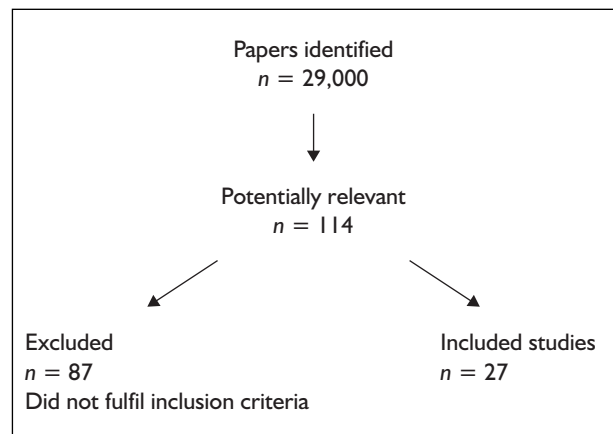 Papers identified
n = 29,000
Potentially relevant
n = 114
Excluded
n = 87
Did not fulfil inclusion criteria
Included studies
n = 27